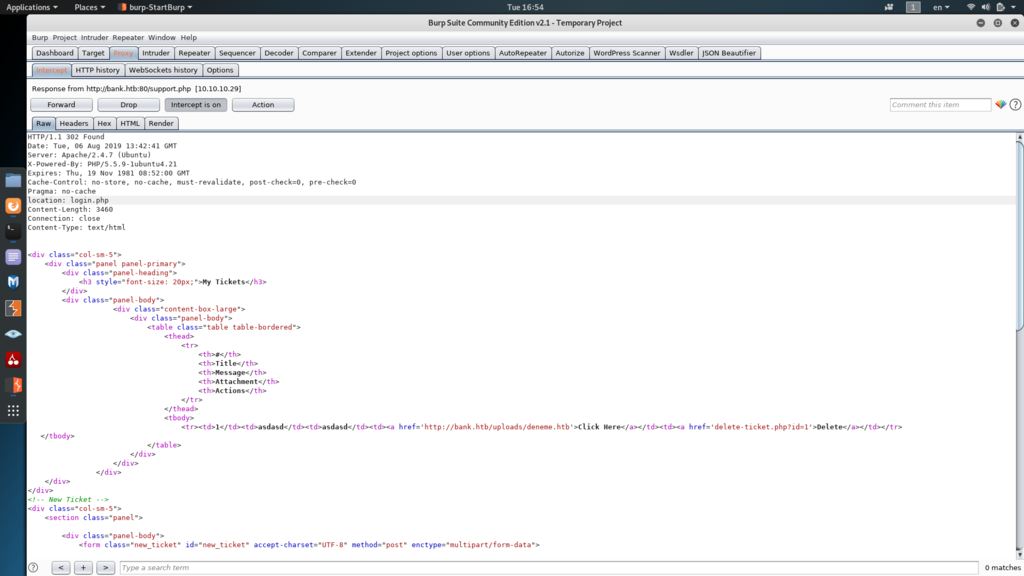 Applications Places burp-StartBurp Tue 16:54 1 en
Burp Suite Community Edition v2.1 - Temporary Project
Burp Project Intruder Repeater Window Help
Dashboard Target Proxy Intruder Repeater Sequencer Decoder Comparer Extender Project options User options AutoRepeater Autorize WordPress Scanner Wsdler JSON Beautifier
Intercept HTTP history WebSockets history Options
Response from http://bank.htb:80/support.php [10.10.10.29]
Forward Drop Intercept is on Action Comment this item ?
Raw Headers Hex HTML Render
HTTP/1.1 302 Found
Date: Tue, 06 Aug 2019 13:42:41 GMT
Server: Apache/2.4.7 (Ubuntu)
X-Powered-By: PHP/5.5.9-1ubuntu4.21
Expires: Thu, 19 Nov 1981 08:52:00 GMT
Cache-Control: no-store, no-cache, must-revalidate, post-check=0, pre-check=0
Pragma: no-cache
location: login.php
Content-Length: 3460
Connection: close
Content-Type: text/html
<div class="col-sm-5">
<div class="panel panel-primary">
<div class="panel-heading">
<h3 style="font-size: 20px;">My Tickets</h3>
</div>
<div class="panel-body">
<div class="content-box-large">
<div class="panel-body">
<table class="table table-bordered">
<thead>
<tr>
<th>#</th>
<th>Title</th>
<th>Message</th>
<th>Attachment</th>
<th>Actions</th>
</tr>
</thead>
<tbody>
<tr><td>1</td><td>asdasd</td><td>asdasd</td><td><a href='http://bank.htb/uploads/deneme.htb'>Click Here</a></td><td><a href='delete-ticket.php?id=1'>Delete</a></td></tr>
</tbody>
</table>
</div>
</div>
</div>
</div>
</div>
<!-- New Ticket -->
<div class="col-sm-5">
<section class="panel">
<div class="panel-body">
<form class="new_ticket" id="new_ticket" accept-charset="UTF-8" method="post" enctype="multipart/form-data">
? < + > Type a search term 0 matches